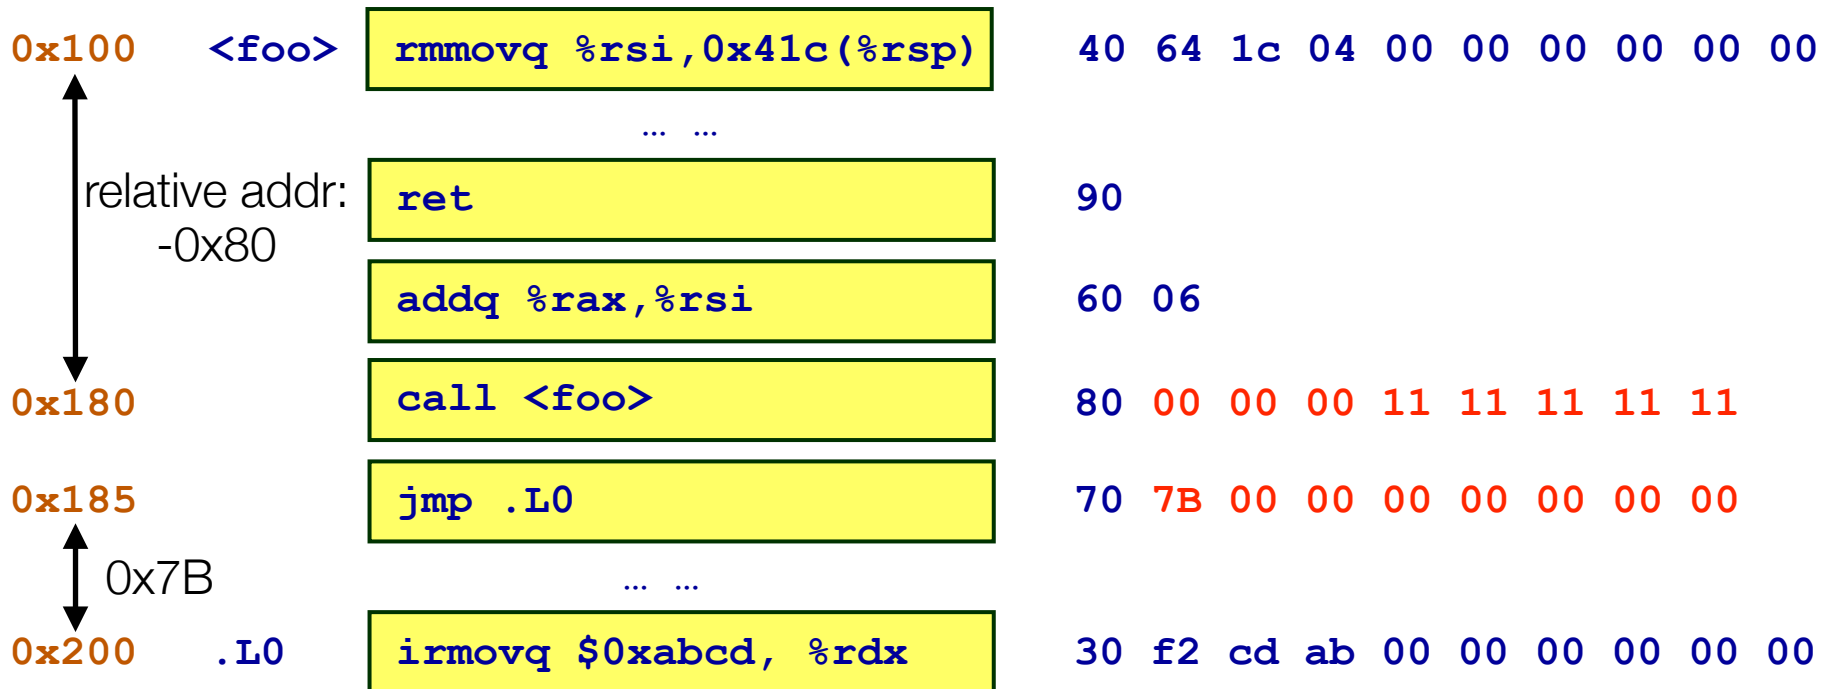 0x100 <foo> rmmovq %rsi,0x41c(%rsp) 40 64 1c 04 00 00 00 00 00 00
… …
relative addr:
-0x80
ret 90
addq %rax,%rsi 60 06
0x180 call <foo> 80 00 00 00 11 11 11 11 11
0x185 jmp .L0 70 7B 00 00 00 00 00 00 00
0x7B
… …
0x200 .L0 irmovq $0xabcd, %rdx 30 f2 cd ab 00 00 00 00 00 00